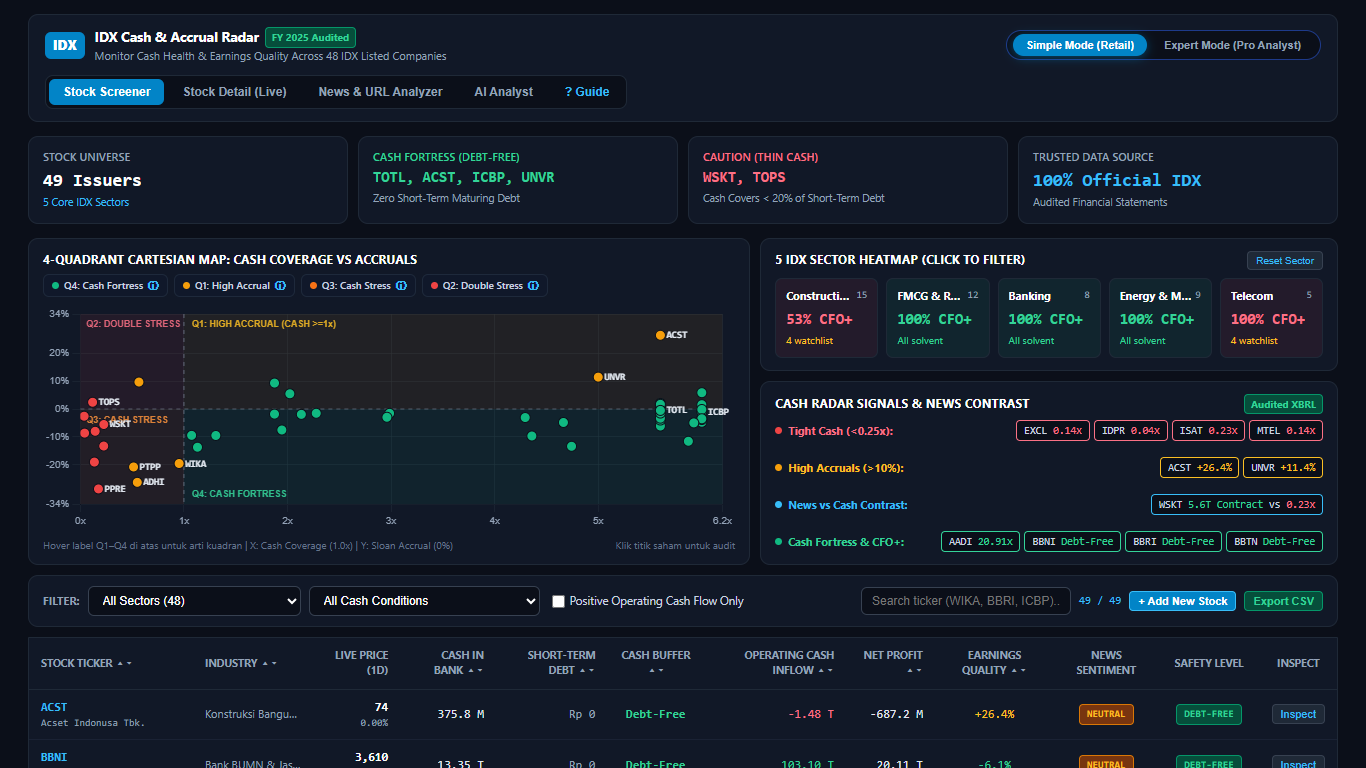 IDX
IDX Cash & Accrual Radar
FY 2025 Audited
Monitor Cash Health & Earnings Quality Across 48 IDX Listed Companies
Simple Mode (Retail)
Expert Mode (Pro Analyst)
Stock Screener
Stock Detail (Live)
News & URL Analyzer
AI Analyst
? Guide
STOCK UNIVERSE
49 Issuers
5 Core IDX Sectors
CASH FORTRESS (DEBT-FREE)
TOTL, ACST, ICBP, UNVR
Zero Short-Term Maturing Debt
CAUTION (THIN CASH)
WSKT, TOPS
Cash Covers < 20% of Short-Term Debt
TRUSTED DATA SOURCE
100% Official IDX
Audited Financial Statements
4-QUADRANT CARTESIAN MAP: CASH COVERAGE VS ACCRUALS
Q4: Cash Fortress ⓘ
Q1: High Accrual ⓘ
Q3: Cash Stress ⓘ
Q2: Double Stress ⓘ
34%
20%
10%
0%
-10%
-20%
-34%
Q2: DOUBLE STRESS
Q1: HIGH ACCRUAL (CASH >=1x)
ACST
UNVR
TOPS
TOTL
ICBP
Q3: CASH STRESS
WSKT
PTPP
WIKA
ADHI
PPRE
Q4: CASH FORTRESS
0x
1x
2x
3x
4x
5x
6.2x
Hover label Q1–Q4 di atas untuk arti kuadran | X: Cash Coverage (1.0x) | Y: Sloan Accrual (0%)
Klik titik saham untuk audit
5 IDX SECTOR HEATMAP (CLICK TO FILTER)
Reset Sector
Constructi... 15
53% CFO+
4 watchlist
FMCG & R... 12
100% CFO+
All solvent
Banking 8
100% CFO+
All solvent
Energy & M... 9
100% CFO+
All solvent
Telecom 5
100% CFO+
4 watchlist
CASH RADAR SIGNALS & NEWS CONTRAST
Audited XBRL
Tight Cash (<0.25x):
EXCL 0.14x
IDPR 0.04x
ISAT 0.23x
MTEL 0.14x
High Accruals (>10%):
ACST +26.4%
UNVR +11.4%
News vs Cash Contrast:
WSKT 5.6T Contract vs 0.23x
Cash Fortress & CFO+:
AADI 20.91x
BBNI Debt-Free
BBRI Debt-Free
BBTN Debt-Free
FILTER:
All Sectors (48)
All Cash Conditions
Positive Operating Cash Flow Only
Search ticker (WIKA, BBRI, ICBP)..
49 / 49
+ Add New Stock
Export CSV
STOCK TICKER ▲ ▼
INDUSTRY ▲ ▼
LIVE PRICE (1D)
CASH IN BANK ▲ ▼
SHORT-TERM DEBT ▲ ▼
CASH BUFFER ▲ ▼
OPERATING CASH INFLOW ▲ ▼
NET PROFIT ▲ ▼
EARNINGS QUALITY ▲ ▼
NEWS SENTIMENT
SAFETY LEVEL
INSPECT
ACST
Acset Indonusa Tbk.
Konstruksi Bangu...
74
0.00%
375.8 M
Rp 0
Debt-Free
-1.48 T
-687.2 M
+26.4%
NEUTRAL
DEBT-FREE
Inspect
BBNI
Bank BUMN & Jas...
3,610
13.35 T
Rp 0
Debt-Free
103.10 T
20.11 T
-6.1%
NEUTRAL
DEBT-FREE
Inspect